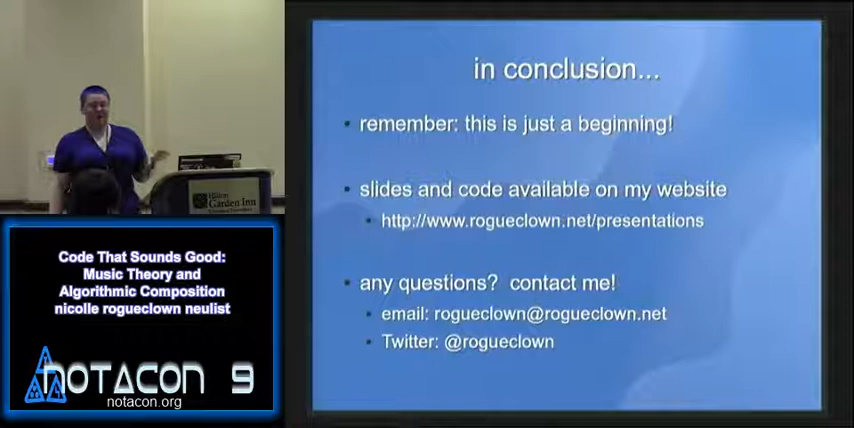 in conclusion...
• remember: this is just a beginning!
• slides and code available on my website
• http://www.rogueclown.net/presentations
• any questions? contact me!
• email: rogueclown@rogueclown.net
• Twitter: @rogueclown
Hilton
Garden Inn
Code That Sounds Good:
Music Theory and
Algorithmic Composition
nicolle rogueclown neulist
NOTACON 9
notacon.org